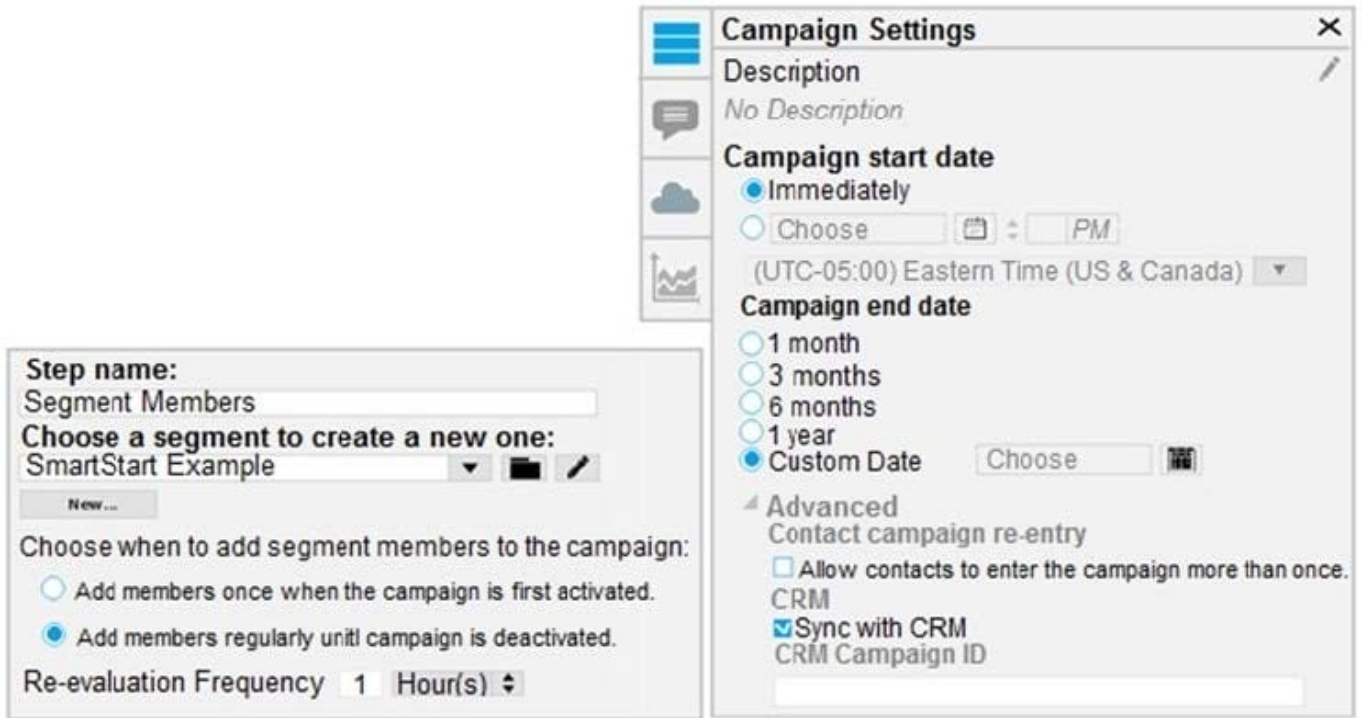 Campaign Settings
Description
No Description
Campaign start date
Immediately
Choose PM
(UTC-05:00) Eastern Time (US & Canada)
Campaign end date
1 month
3 months
6 months
1 year
Custom Date Choose
Advanced
Contact campaign re-entry
Allow contacts to enter the campaign more than once.
CRM
Sync with CRM
CRM Campaign ID
Step name:
Segment Members
Choose a segment to create a new one:
SmartStart Example
New...
Choose when to add segment members to the campaign:
Add members once when the campaign is first activated.
Add members regularly unitl campaign is deactivated.
Re-evaluation Frequency 1 Hour(s)